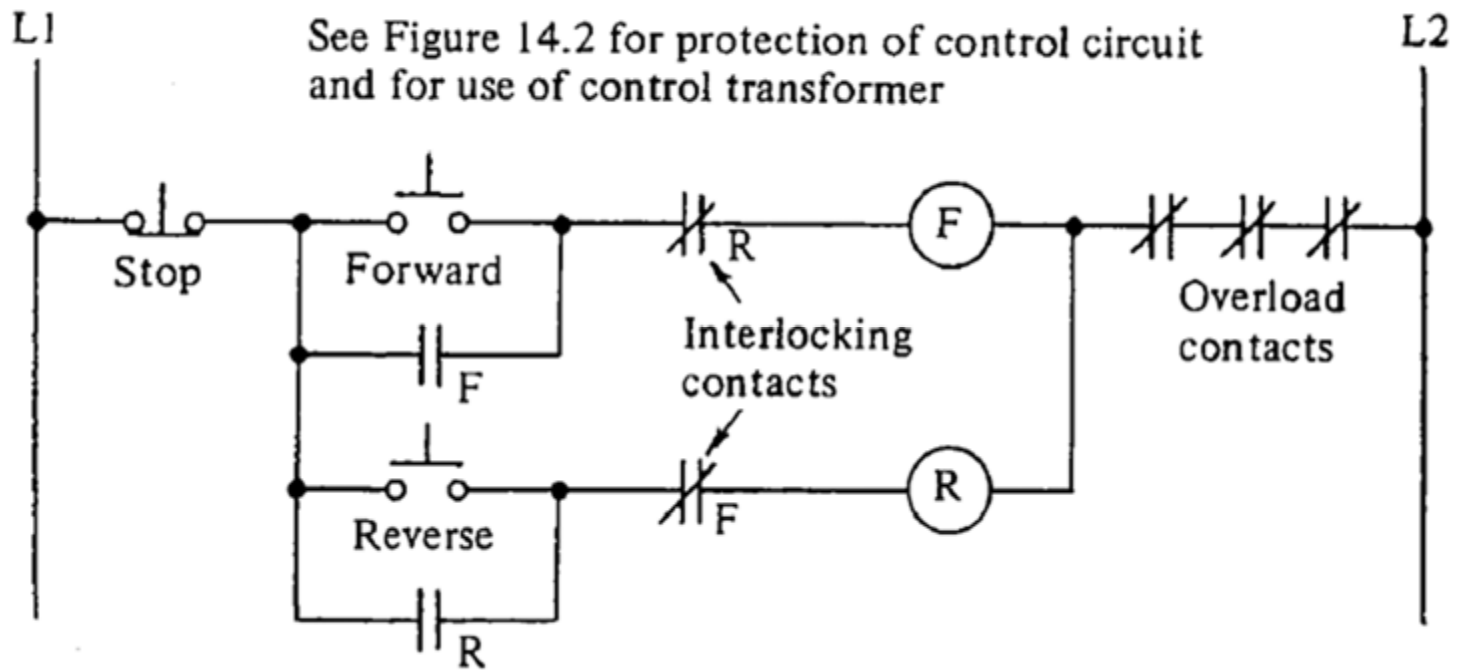 L1
See Figure 14.2 for protection of control circuit
and for use of control transformer
L2
Stop
Forward
R
F
Overload
contacts
Interlocking
contacts
F
Reverse
F
R
R